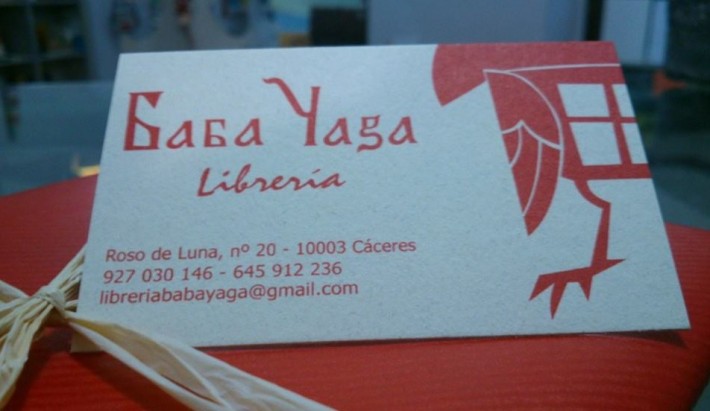 Баба Yaga
Librería
Roso de Luna, nº 20 - 10003 Cáceres
927 030 146 - 645 912 236
libreriababayaga@gmail.com